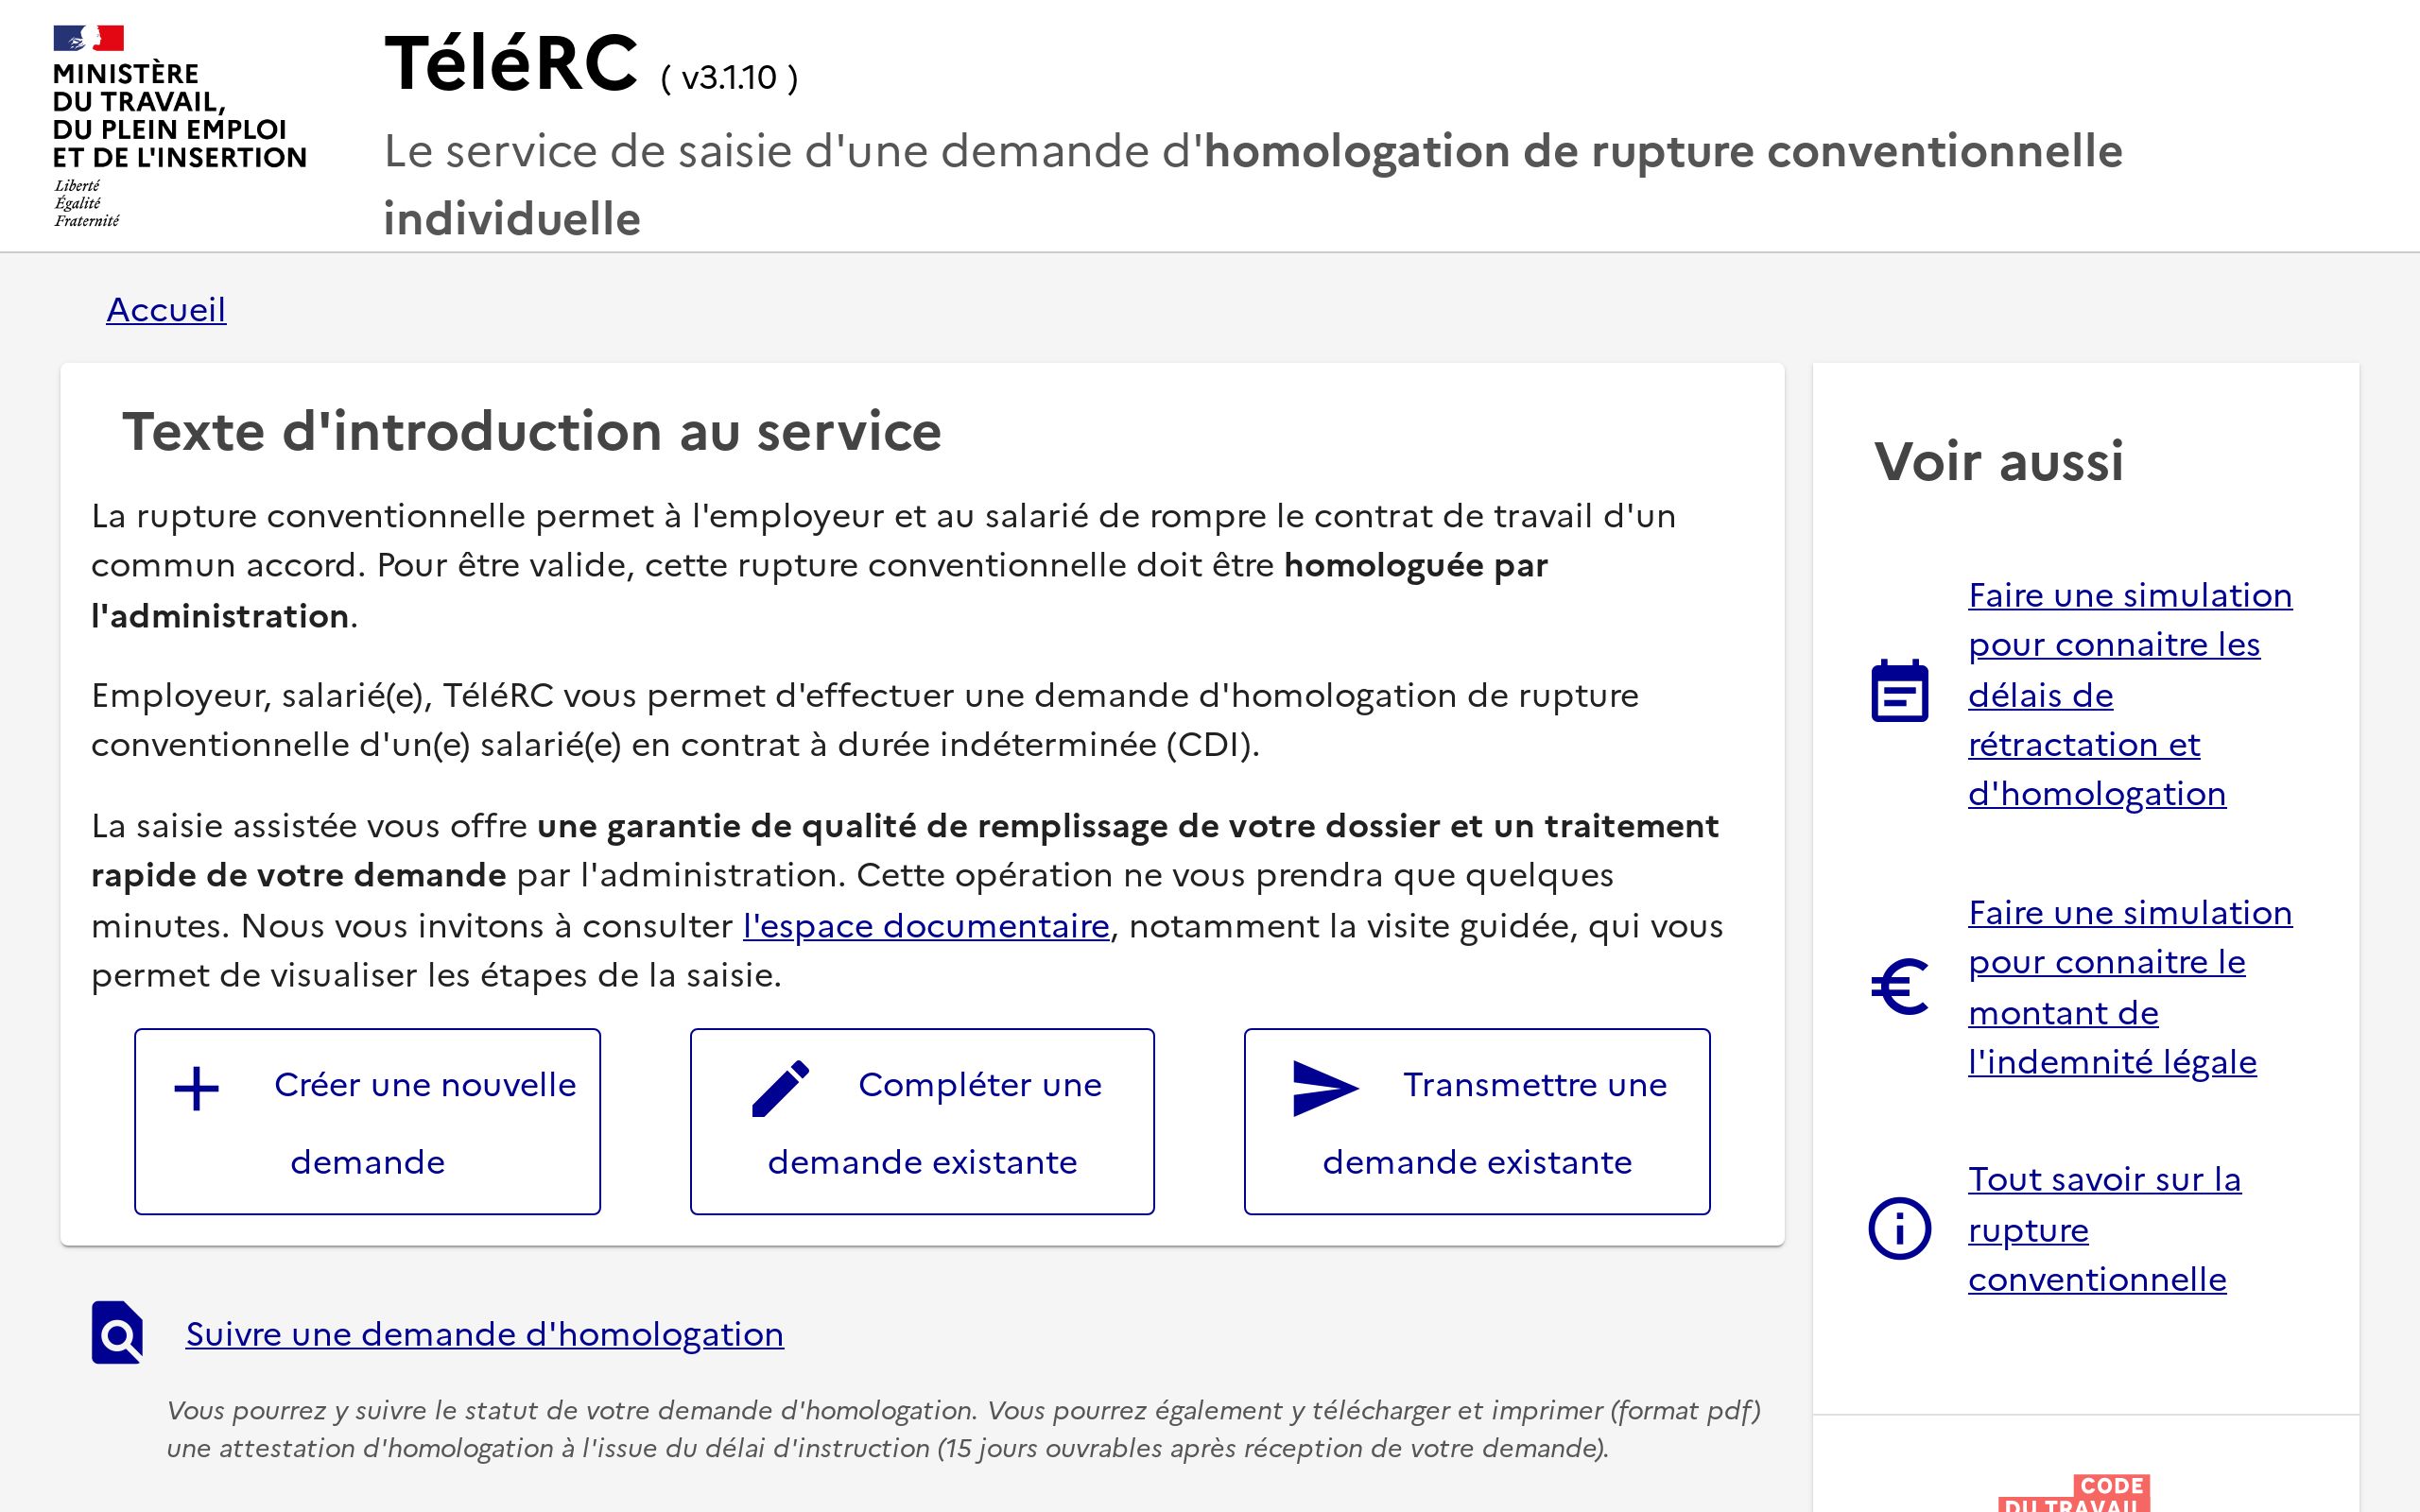 MINISTÈRE
DU TRAVAIL,
DU PLEIN EMPLOI
ET DE L'INSERTION
Liberté
Égalité
Fraternité
TéléRC ( v3.1.10 )
Le service de saisie d'une demande d'homologation de rupture conventionnelle
individuelle
Accueil
Texte d'introduction au service
La rupture conventionnelle permet à l'employeur et au salarié de rompre le contrat de travail d'un
commun accord. Pour être valide, cette rupture conventionnelle doit être homologuée par
l'administration.
Employeur, salarié(e), TéléRC vous permet d'effectuer une demande d'homologation de rupture
conventionnelle d'un(e) salarié(e) en contrat à durée indéterminée (CDI).
La saisie assistée vous offre une garantie de qualité de remplissage de votre dossier et un traitement
rapide de votre demande par l'administration. Cette opération ne vous prendra que quelques
minutes. Nous vous invitons à consulter l'espace documentaire, notamment la visite guidée, qui vous
permet de visualiser les étapes de la saisie.
Créer une nouvelle
demande
Compléter une
demande existante
Transmettre une
demande existante
Suivre une demande d'homologation
Vous pourrez y suivre le statut de votre demande d'homologation. Vous pourrez également y télécharger et imprimer (format pdf)
une attestation d'homologation à l'issue du délai d'instruction (15 jours ouvrables après réception de votre demande).
Voir aussi
Faire une simulation
pour connaitre les
délais de
rétractation et
d'homologation
Faire une simulation
pour connaitre le
montant de
l'indemnité légale
Tout savoir sur la
rupture
conventionnelle
CODE
DU TRAVAIL